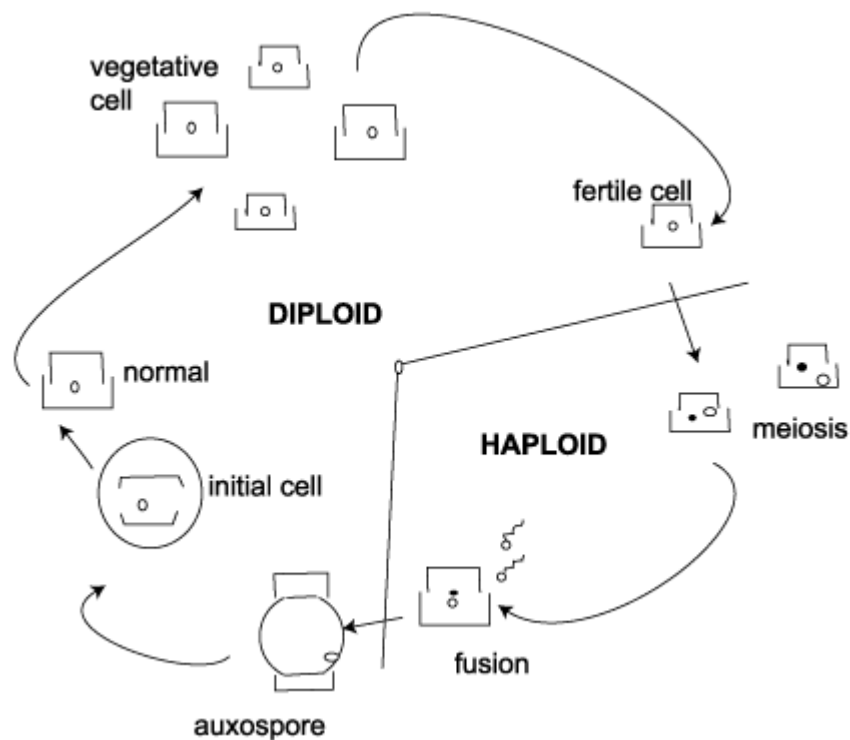 vegetative
cell
fertile cell
DIPLOID
normal
meiosis
HAPLOID
initial cell
fusion
auxospore